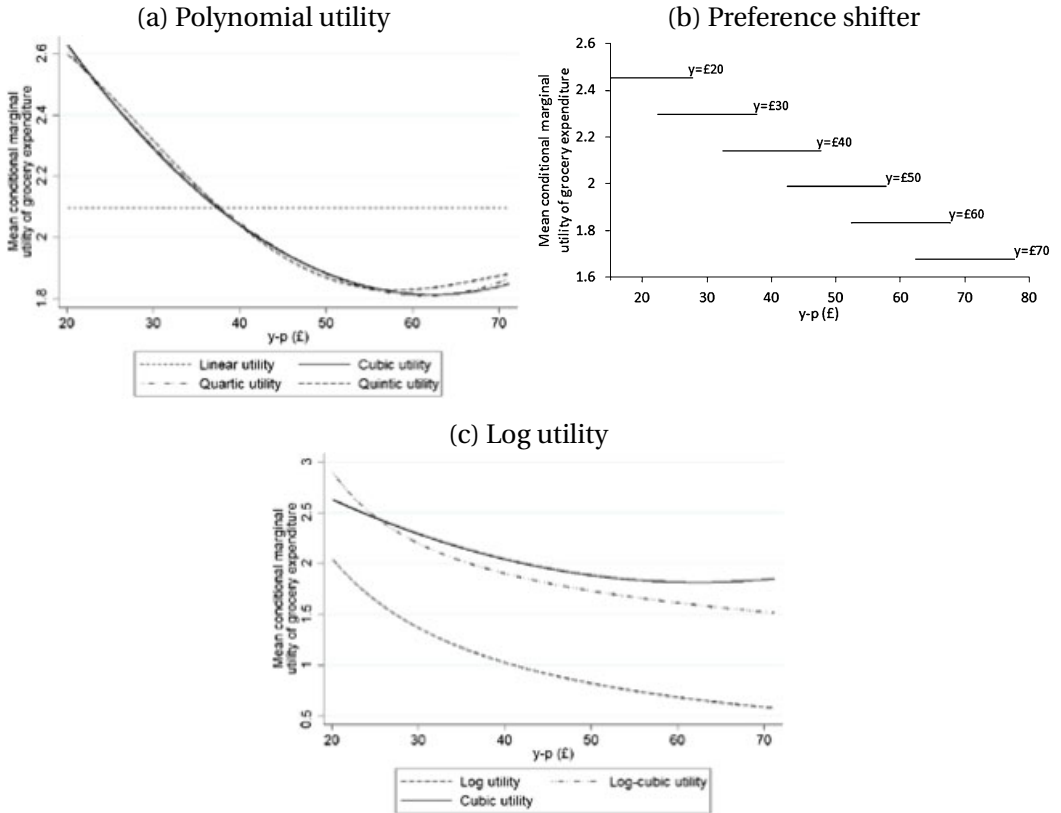 (a) Polynomial utility
Mean conditional marginal
utility of grocery expenditure
2.6
2.4
2.2
2
1.8
20 30 40 50 60 70
y-p (£)
Linear utility Cubic utility
Quartic utility Quintic utility
(b) Preference shifter
Mean conditional marginal
utility of grocery expenditure
2.6
2.4
2.2
2
1.8
1.6
y=£20
y=£30
y=£40
y=£50
y=£60
y=£70
20 30 40 50 60 70 80
y-p (£)
(c) Log utility
Mean conditional marginal
utility of grocery expenditure
3
2.5
2
1.5
1
0.5
20 30 40 50 60 70
y-p (£)
Log utility Log-cubic utility
Cubic utility